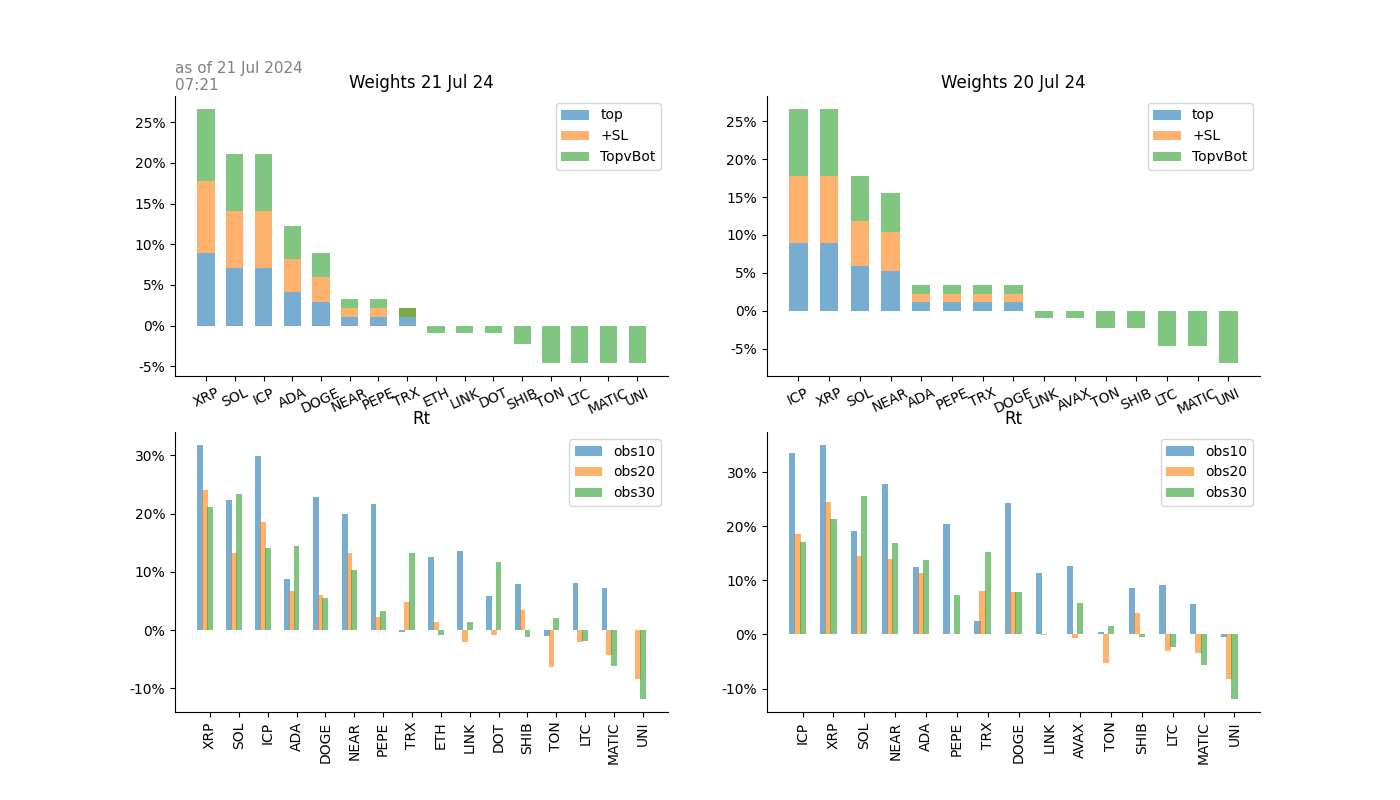 as of 21 Jul 2024
07:21
Weights 21 Jul 24
25%
20%
15%
10%
5%
0%
-5%
top
+SL
TopvBot
XRP SOL ICP ADA DOGE NEAR PEPE TRX ETH LINK DOT SHIB TON LTC MATIC UNI
Weights 20 Jul 24
25%
20%
15%
10%
5%
0%
-5%
top
+SL
TopvBot
ICP XRP SOL NEAR ADA PEPE TRX DOGE LINK AVAX TON SHIB LTC MATIC UNI
Rt
30%
20%
10%
0%
-10%
obs10
obs20
obs30
XRP SOL ICP ADA DOGE NEAR PEPE TRX ETH LINK DOT SHIB TON LTC MATIC UNI
Rt
30%
20%
10%
0%
-10%
obs10
obs20
obs30
ICP XRP SOL NEAR ADA PEPE TRX DOGE LINK AVAX TON SHIB LTC MATIC UNI